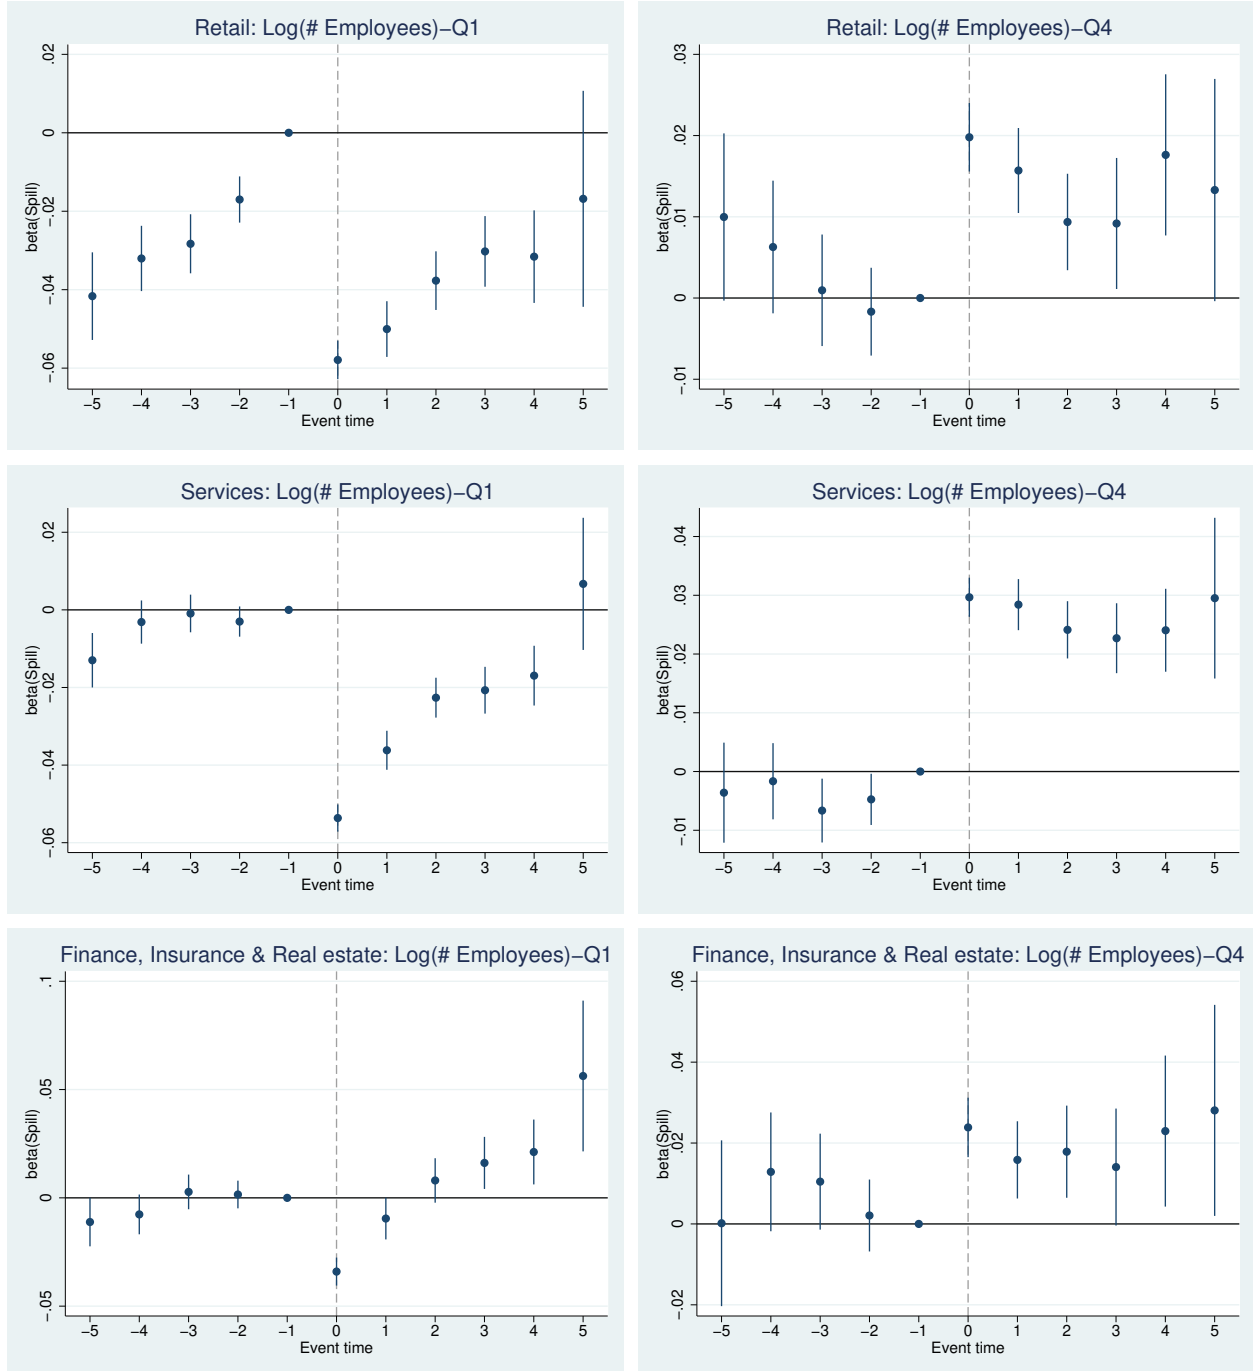 Retail: Log(# Employees)−Q1
.02
0
−.02
−.04
−.06
beta(Spill)
−5 −4 −3 −2 −1 0 1 2 3 4 5
Event time
Retail: Log(# Employees)−Q4
.03
.02
.01
0
−.01
beta(Spill)
−5 −4 −3 −2 −1 0 1 2 3 4 5
Event time
Services: Log(# Employees)−Q1
.02
0
−.02
−.04
−.06
beta(Spill)
−5 −4 −3 −2 −1 0 1 2 3 4 5
Event time
Services: Log(# Employees)−Q4
.04
.03
.02
.01
0
−.01
beta(Spill)
−5 −4 −3 −2 −1 0 1 2 3 4 5
Event time
Finance, Insurance & Real estate: Log(# Employees)−Q1
.1
.05
0
−.05
beta(Spill)
−5 −4 −3 −2 −1 0 1 2 3 4 5
Event time
Finance, Insurance & Real estate: Log(# Employees)−Q4
.06
.04
.02
0
−.02
beta(Spill)
−5 −4 −3 −2 −1 0 1 2 3 4 5
Event time